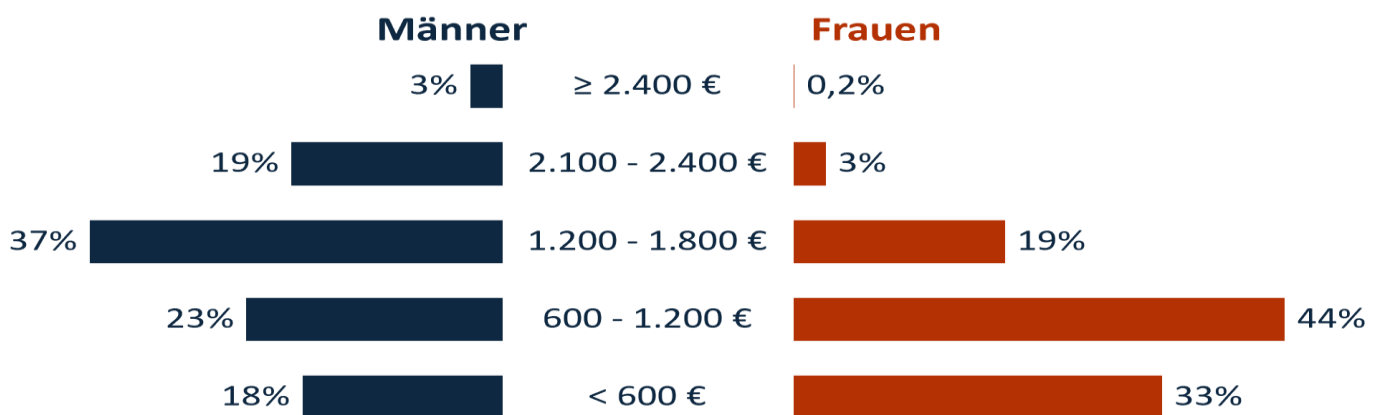 Männer Frauen
3% ≥ 2.400 € 0,2%
19% 2.100 - 2.400 € 3%
37% 1.200 - 1.800 € 19%
23% 600 - 1.200 € 44%
18% < 600 € 33%